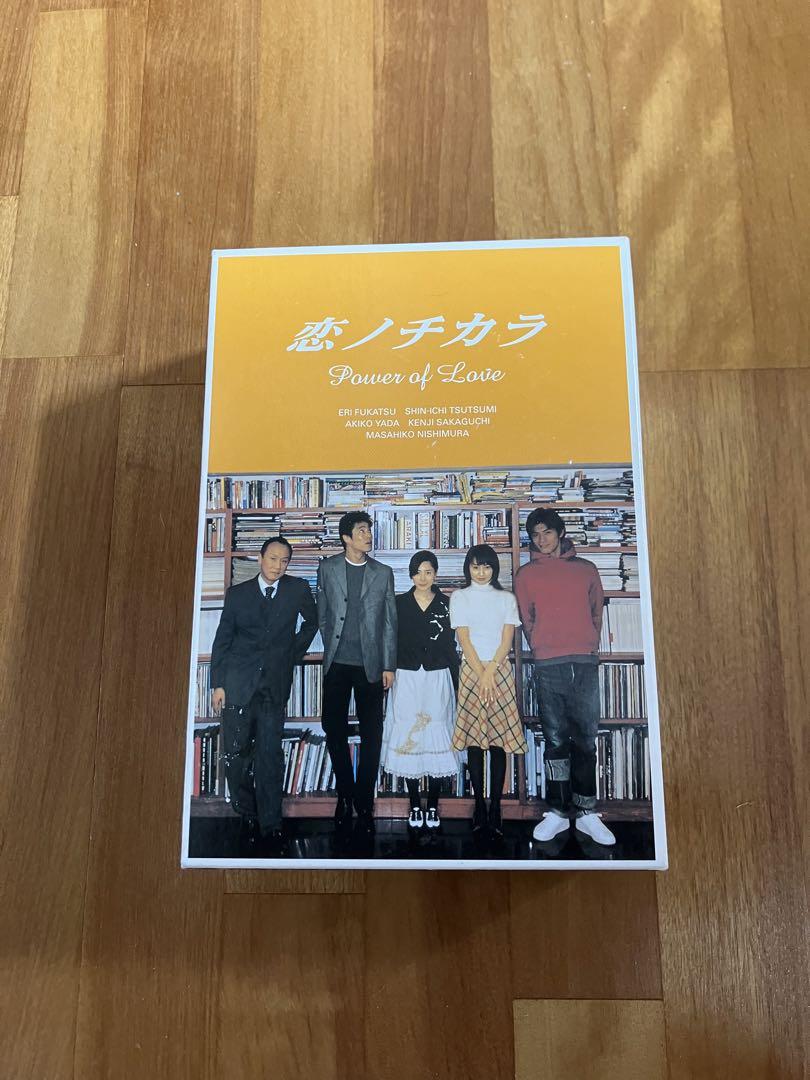 恋ノチカラ
Power of Love
ERI FUKATSU SHIN-ICHI TSUTSUMI
AKIKO YADA KENJI SAKAGUCHI
MASAHIKO NISHIMURA
ARAKI